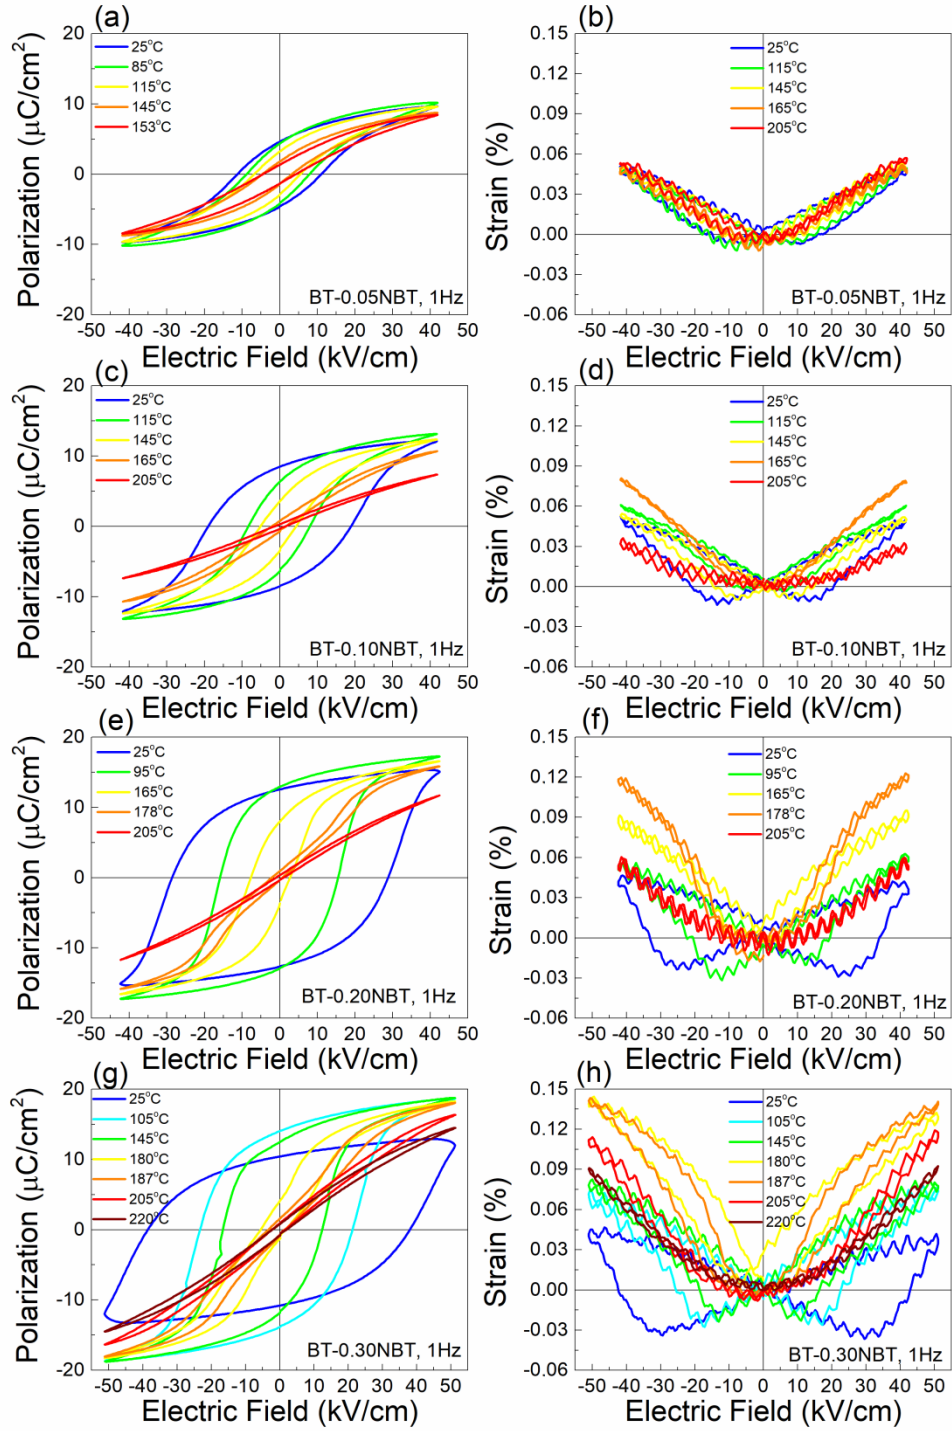 (a)
20
10
0
-10
-20
Polarization (μC/cm²)
25°C
85°C
115°C
145°C
153°C
BT-0.05NBT, 1Hz
-50 -40 -30 -20 -10 0 10 20 30 40 50
Electric Field (kV/cm)
(b)
0.15
0.12
0.09
0.06
0.03
0.00
-0.03
-0.06
Strain (%)
25°C
115°C
145°C
165°C
205°C
BT-0.05NBT, 1Hz
-50 -40 -30 -20 -10 0 10 20 30 40 50
Electric Field (kV/cm)
(c)
20
10
0
-10
-20
Polarization (μC/cm²)
25°C
115°C
145°C
165°C
205°C
BT-0.10NBT, 1Hz
-50 -40 -30 -20 -10 0 10 20 30 40 50
Electric Field (kV/cm)
(d)
0.15
0.12
0.09
0.06
0.03
0.00
-0.03
-0.06
Strain (%)
25°C
115°C
145°C
165°C
205°C
BT-0.10NBT, 1Hz
-50 -40 -30 -20 -10 0 10 20 30 40 50
Electric Field (kV/cm)
(e)
20
10
0
-10
-20
Polarization (μC/cm²)
25°C
95°C
165°C
178°C
205°C
BT-0.20NBT, 1Hz
-50 -40 -30 -20 -10 0 10 20 30 40 50
Electric Field (kV/cm)
(f)
0.15
0.12
0.09
0.06
0.03
0.00
-0.03
-0.06
Strain (%)
25°C
95°C
165°C
178°C
205°C
BT-0.20NBT, 1Hz
-50 -40 -30 -20 -10 0 10 20 30 40 50
Electric Field (kV/cm)
(g)
20
10
0
-10
-20
Polarization (μC/cm²)
25°C
105°C
145°C
180°C
187°C
205°C
220°C
BT-0.30NBT, 1Hz
-50 -40 -30 -20 -10 0 10 20 30 40 50
Electric Field (kV/cm)
(h)
0.15
0.12
0.09
0.06
0.03
0.00
-0.03
-0.06
Strain (%)
25°C
105°C
145°C
180°C
187°C
205°C
220°C
BT-0.30NBT, 1Hz
-50 -40 -30 -20 -10 0 10 20 30 40 50
Electric Field (kV/cm)